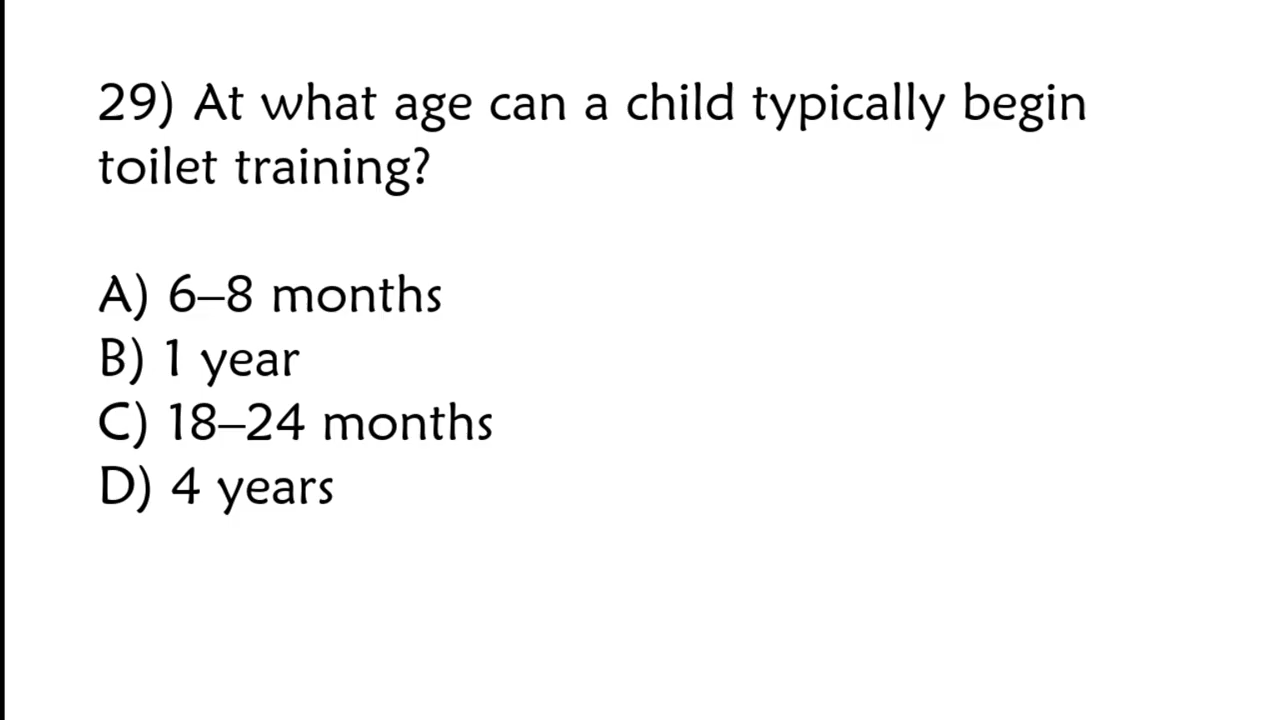 29) At what age can a child typically begin
toilet training?
A) 6–8 months
B) 1 year
C) 18–24 months
D) 4 years